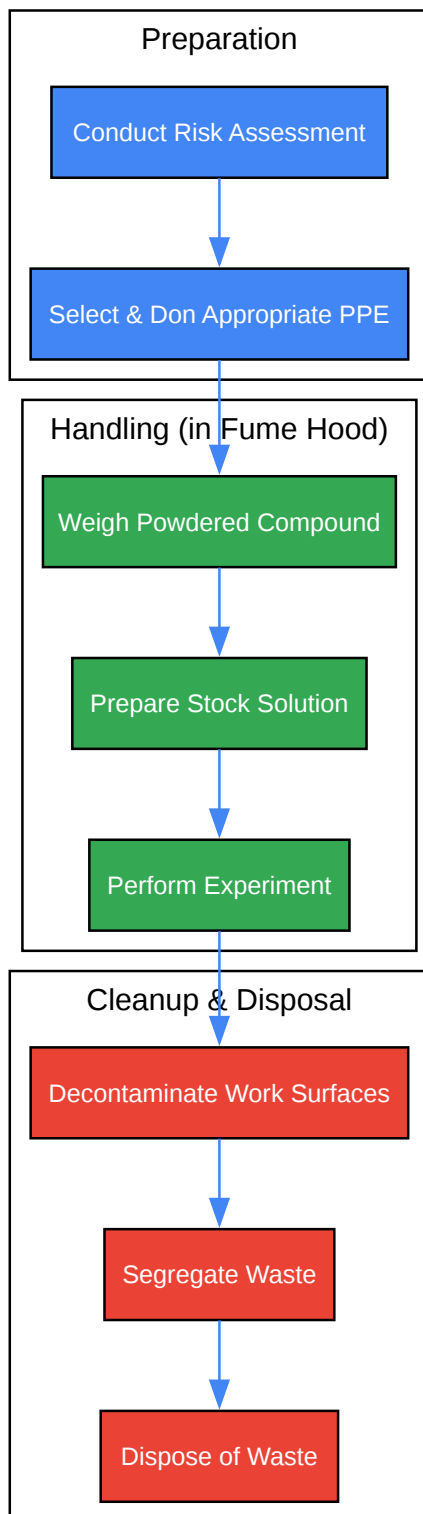 Preparation
Conduct Risk Assessment
Select & Don Appropriate PPE
Handling (in Fume Hood)
Weigh Powdered Compound
Prepare Stock Solution
Perform Experiment
Cleanup & Disposal
Decontaminate Work Surfaces
Segregate Waste
Dispose of Waste